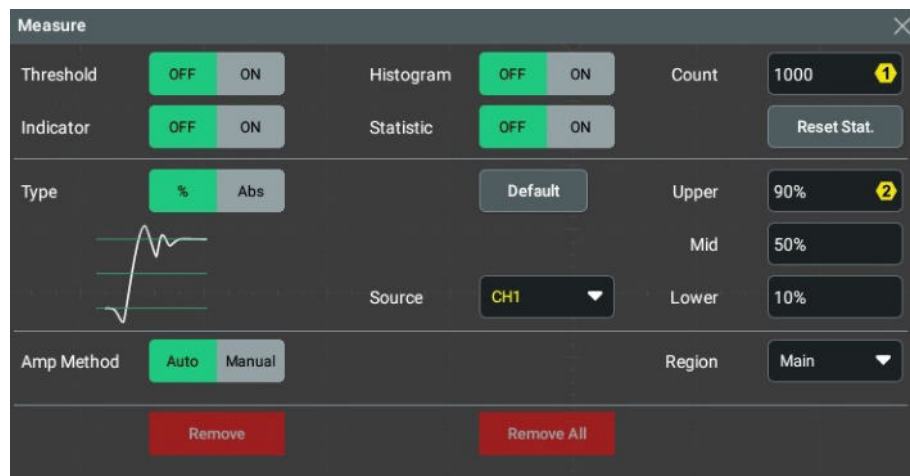 Measure
Threshold OFF ON Histogram OFF ON Count 1000 1
Indicator OFF ON Statistic OFF ON Reset Stat.
Type % Abs Default Upper 90% 2
Mid 50%
Source CH1 Lower 10%
Amp Method Auto Manual Region Main
Remove Remove All